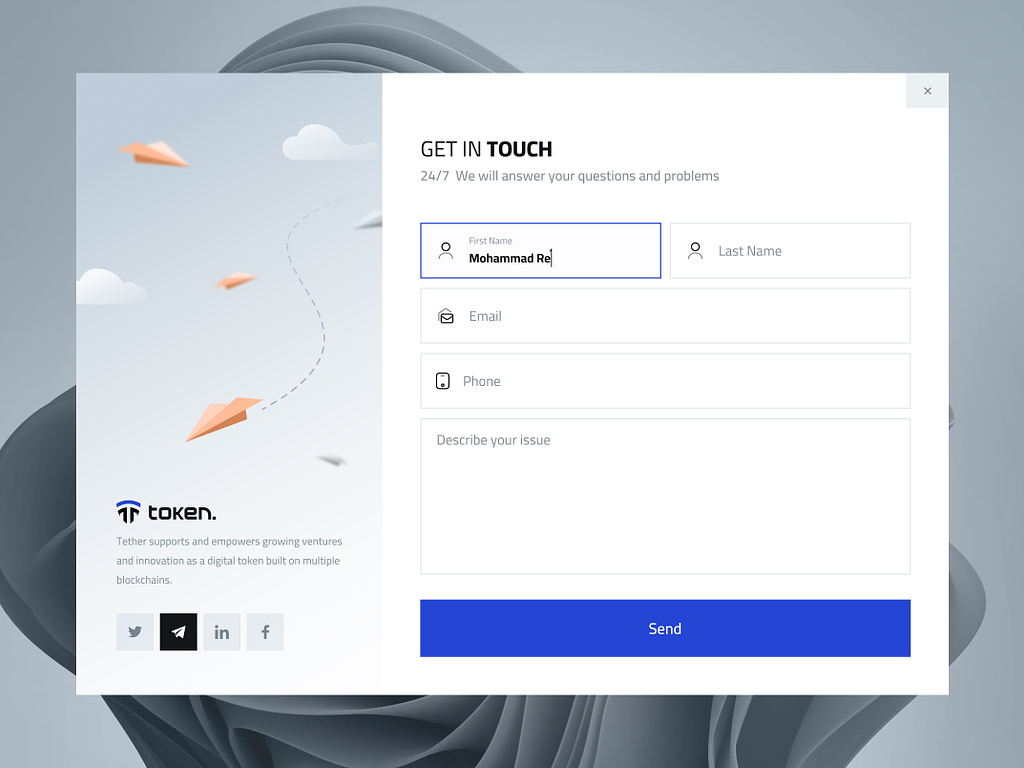 GET IN TOUCH
24/7 We will answer your questions and problems
First Name
Mohammad Re
Last Name
Email
Phone
Describe your issue
Send
token.
Tether supports and empowers growing ventures
and innovation as a digital token built on multiple
blockchains.